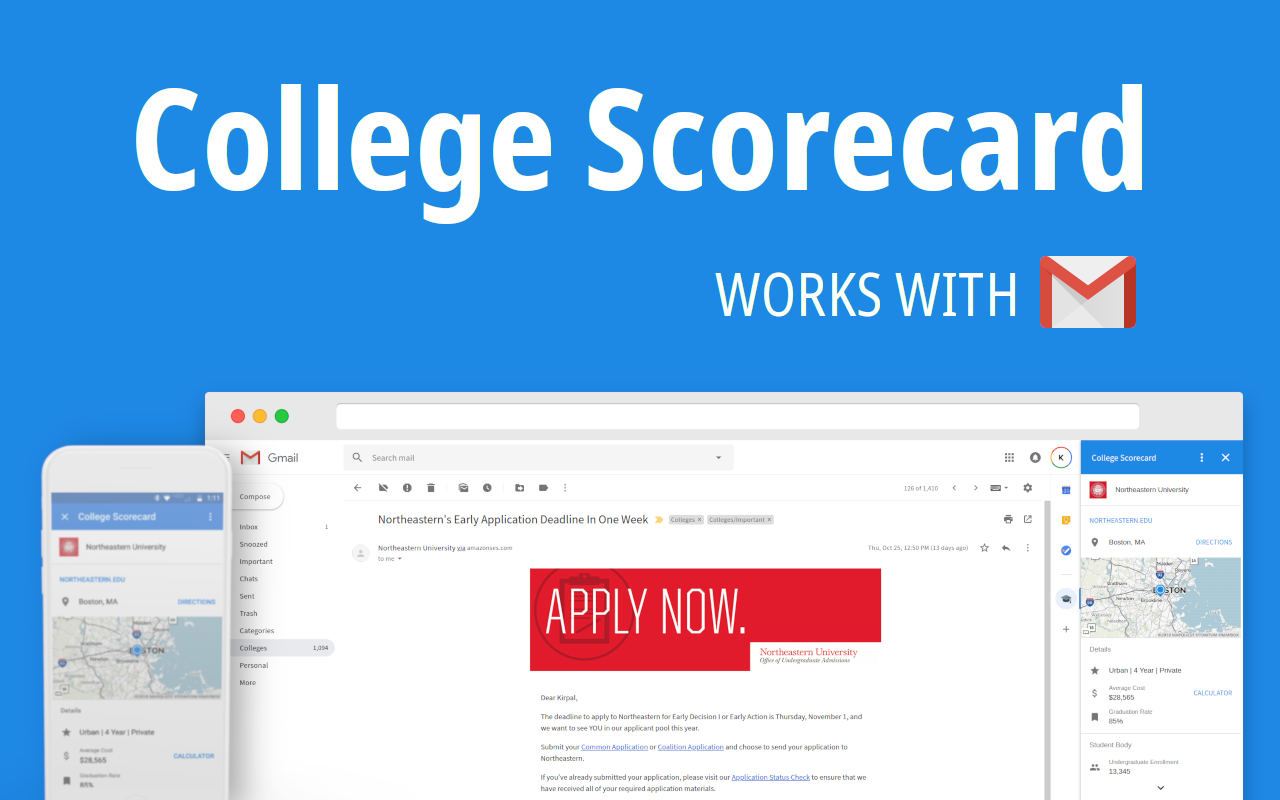 College Scorecard
WORKS WITH
Gmail
Search mail
K
College Scorecard
Compose
126 of 1,410
Northeastern University
Inbox 1
Snoozed
Important
Chats
Sent
Trash
Categories
Colleges 1,094
Personal
More
Northeastern's Early Application Deadline In One Week
Colleges x
Colleges/Important x
Northeastern University via amazonses.com
to me
Thu, Oct 25, 12:50 PM (13 days ago)
APPLY NOW.
Northeastern University
Office of Undergraduate Admissions
Dear Kirpal,
The deadline to apply to Northeastern for Early Decision I or Early Action is Thursday, November 1, and
we want to see YOU in our applicant pool this year.
Submit your Common Application or Coalition Application and choose to send your application to
Northeastern.
If you've already submitted your application, please visit our Application Status Check to ensure that we
have received all of your required application materials.
NORTHEASTERN.EDU
Boston, MA DIRECTIONS
Malden
Revere
Waltham
Newton
Brookline
Details
Urban | 4 Year | Private
Average Cost
$28,565 CALCULATOR
Graduation Rate
85%
Student Body
Undergraduate Enrollment
13,345
1:11
College Scorecard
Northeastern University
NORTHEASTERN.EDU
Boston, MA DIRECTIONS
Details
Urban | 4 Year | Private
Average Cost
$28,565 CALCULATOR
Graduation Rate
85%